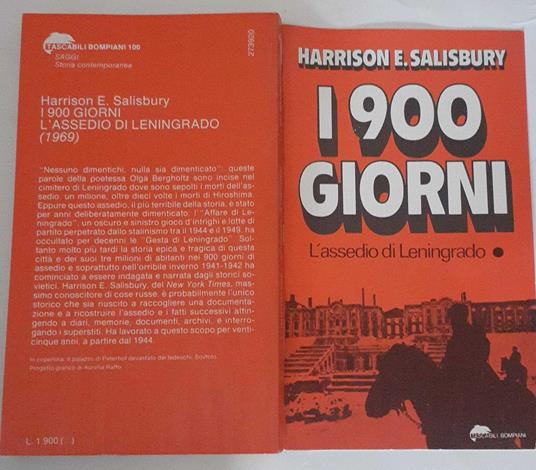 TASCABILI BOMPIANI 100
SAGGI
Storia contemporanea
273920
Harrison E. Salisbury
I 900 GIORNI
L'ASSEDIO DI LENINGRADO
(1969)
"Nessuno dimentichi, nulla sia dimenticato": queste
parole della poetessa Olga Bergholtz sono incise nel
cimitero di Leningrado dove sono sepolti i morti dell'as-
sedio, un milione, oltre dieci volte i morti di Hiroshima.
Eppure questo assedio, il più terribile della storia, è stato
per anni deliberatamente dimenticato: l'"Affare di Le-
ningrado", un oscuro e sinistro gioco d'intrighi e lotte di
partito perpetrato dallo stalinismo tra il 1944 e il 1949, ha
occultato per decenni le "Gesta di Leningrado". Sol-
tanto molto più tardi la storia epica e tragica di questa
città e dei suoi tre milioni di abitanti nei 900 giorni di
assedio e soprattutto nell'orribile inverno 1941-1942 ha
cominciato a essere indagata e narrata dagli storici so-
vietici. Harrison E. Salisbury, del New York Times, mas-
simo conoscitore di cose russe, è probabilmente l'unico
storico che sia riuscito a raccogliere una documenta-
zione e a ricostruire l'assedio e i fatti successivi attin-
gendo a diari, memorie, documenti, archivi, e interro-
gando i superstiti. Ha lavorato a questo scopo per venti-
cinque anni, a partire dal 1944.
In copertina: Il palazzo di Peterhof devastato dai tedeschi, Sovfoto.
Progetto grafico di Aurelia Raffo
L. 1.900 ( )
HARRISON E. SALISBURY
I 900
GIORNI
L'assedio di Leningrado
TASCABILI BOMPIANI